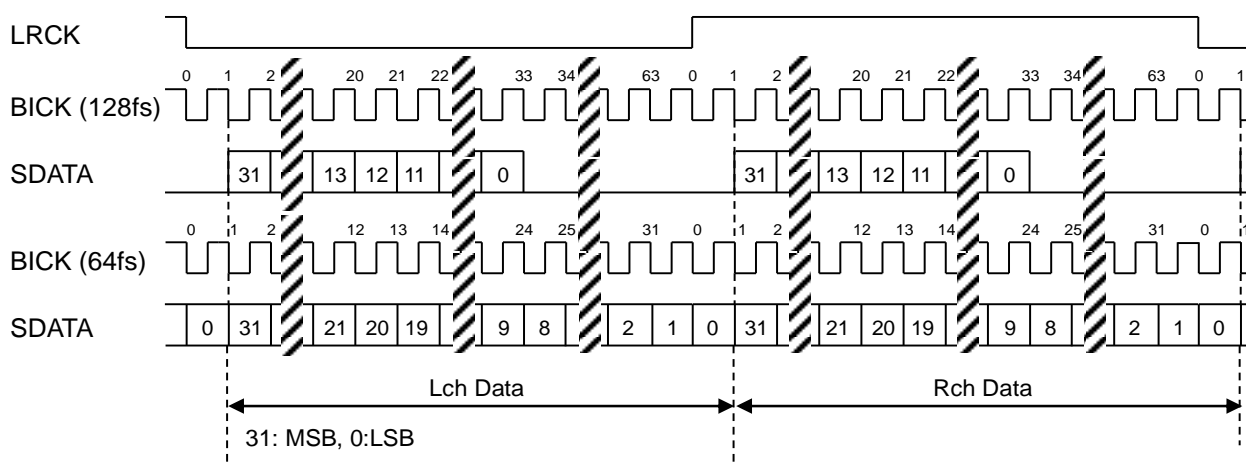 LRCK
0 1 2 20 21 22 33 34 63 0 1 2 20 21 22 33 34 63 0 1
BICK (128fs)
SDATA 31 13 12 11 0 31 13 12 11 0
0 1 2 12 13 14 24 25 31 0 1 2 12 13 14 24 25 31 0 1
BICK (64fs)
SDATA 0 31 21 20 19 9 8 2 1 0 31 21 20 19 9 8 2 1 0
Lch Data Rch Data
31: MSB, 0:LSB